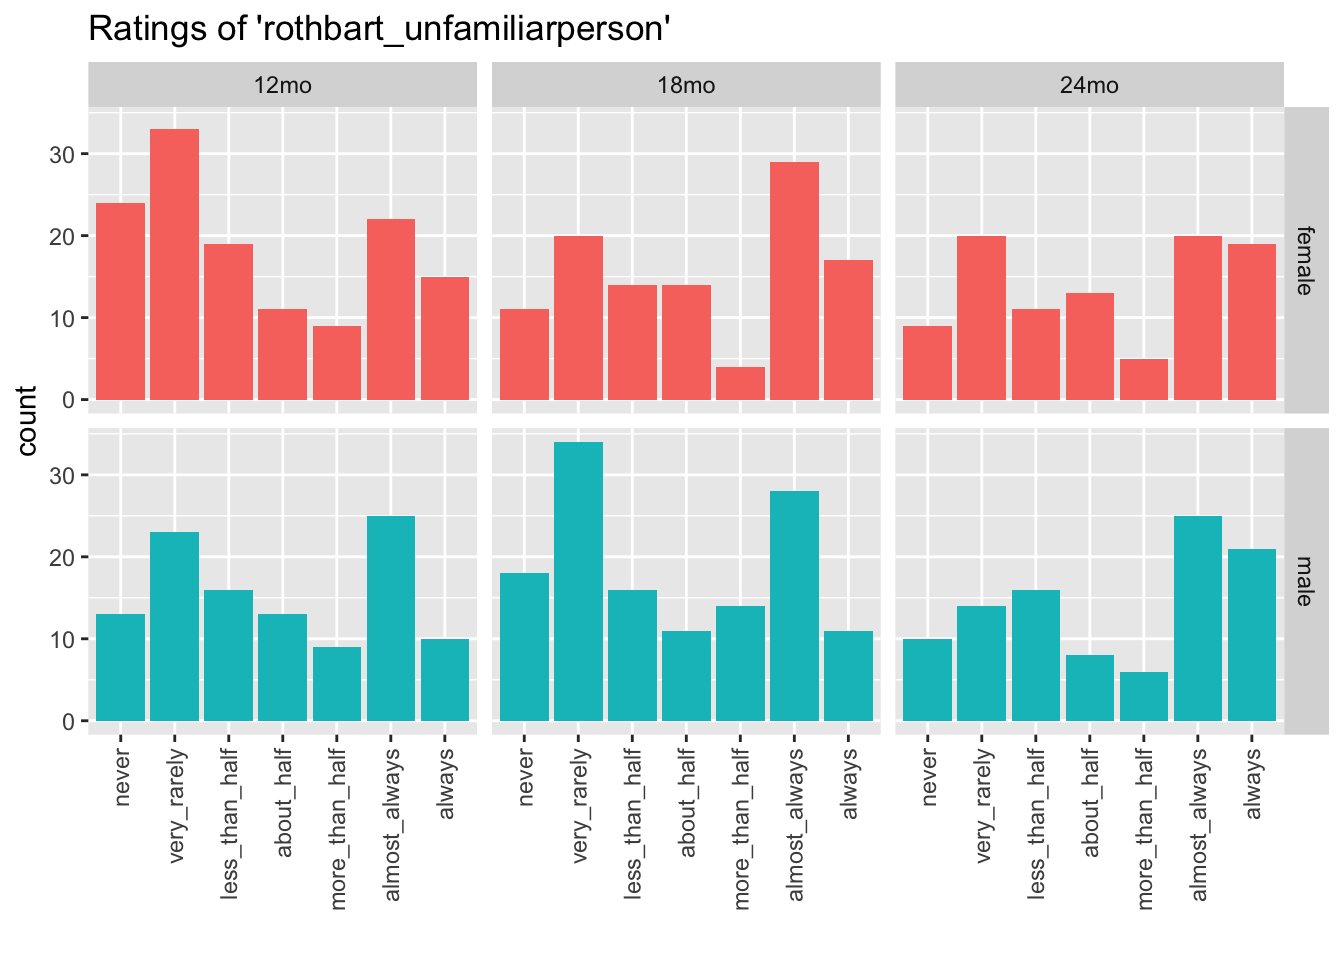 Ratings of 'rothbart_unfamiliarperson'
12mo 18mo 24mo
30
20
10
0
female
count
30
20
10
0
male
never very_rarely less_than_half about_half more_than_half almost_always always never very_rarely less_than_half about_half more_than_half almost_always always never very_rarely less_than_half about_half more_than_half almost_always always